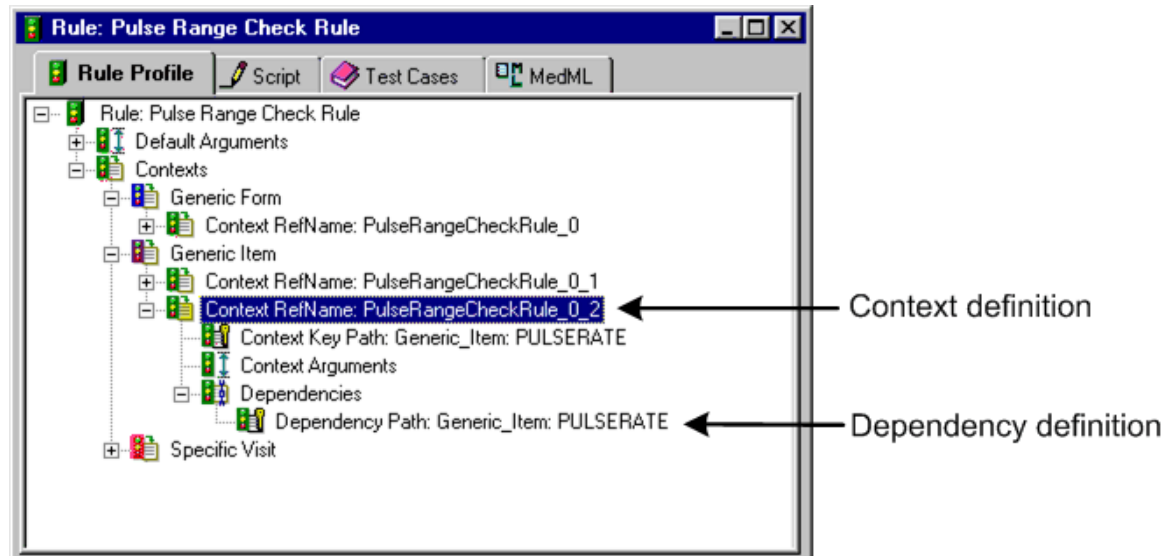 Rule: Pulse Range Check Rule
Rule Profile
Script
Test Cases
MedML
Rule: Pulse Range Check Rule
Default Arguments
Contexts
Generic Form
Context RefName: PulseRangeCheckRule_0
Generic Item
Context RefName: PulseRangeCheckRule_0_1
Context RefName: PulseRangeCheckRule_0_2
Context definition
Context Key Path: Generic_Item: PULSERATE
Context Arguments
Dependencies
Dependency Path: Generic_Item: PULSERATE
Dependency definition
Specific Visit